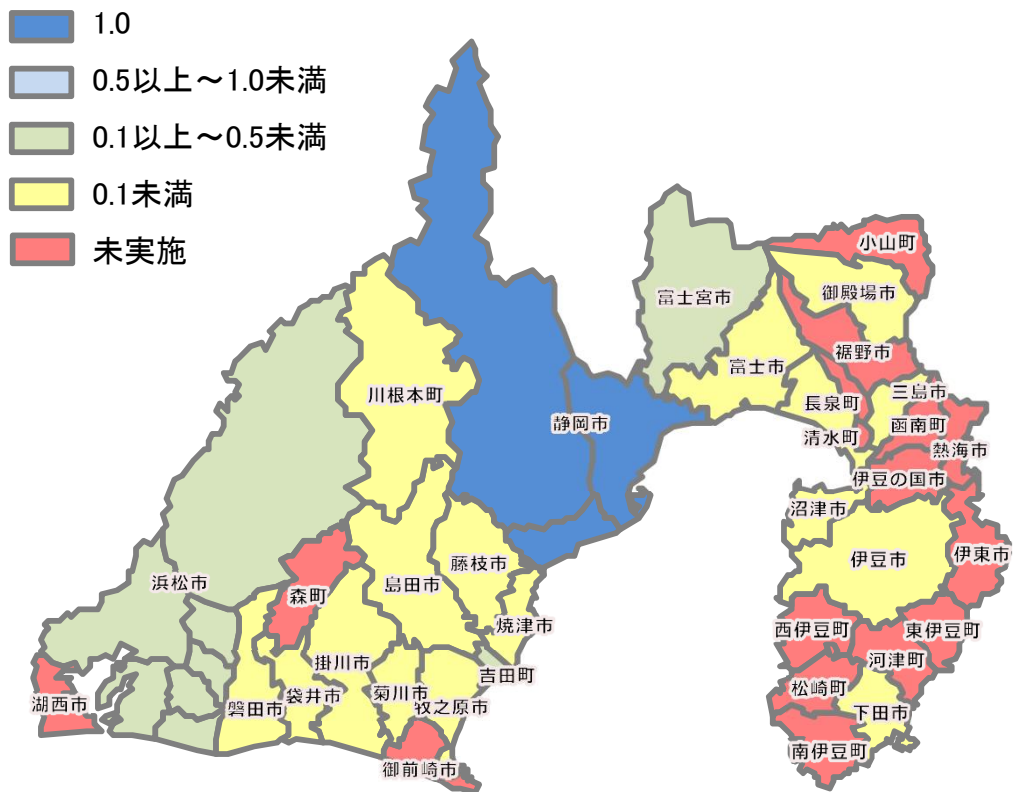 1.0
0.5以上～1.0未満
0.1以上～0.5未満
0.1未満
未実施
小山町
富士宮市
御殿場市
裾野市
富士市
川根本町
三島市
長泉町
静岡市
函南町
清水町
熱海市
伊豆の国市
沼津市
伊豆市
伊東市
藤枝市
浜松市
島田市
森町
焼津市
西伊豆町
東伊豆町
掛川市
河津町
吉田町
松崎町
袋井市
菊川市
湖西市
磐田市
牧之原市
下田市
南伊豆町
御前崎市